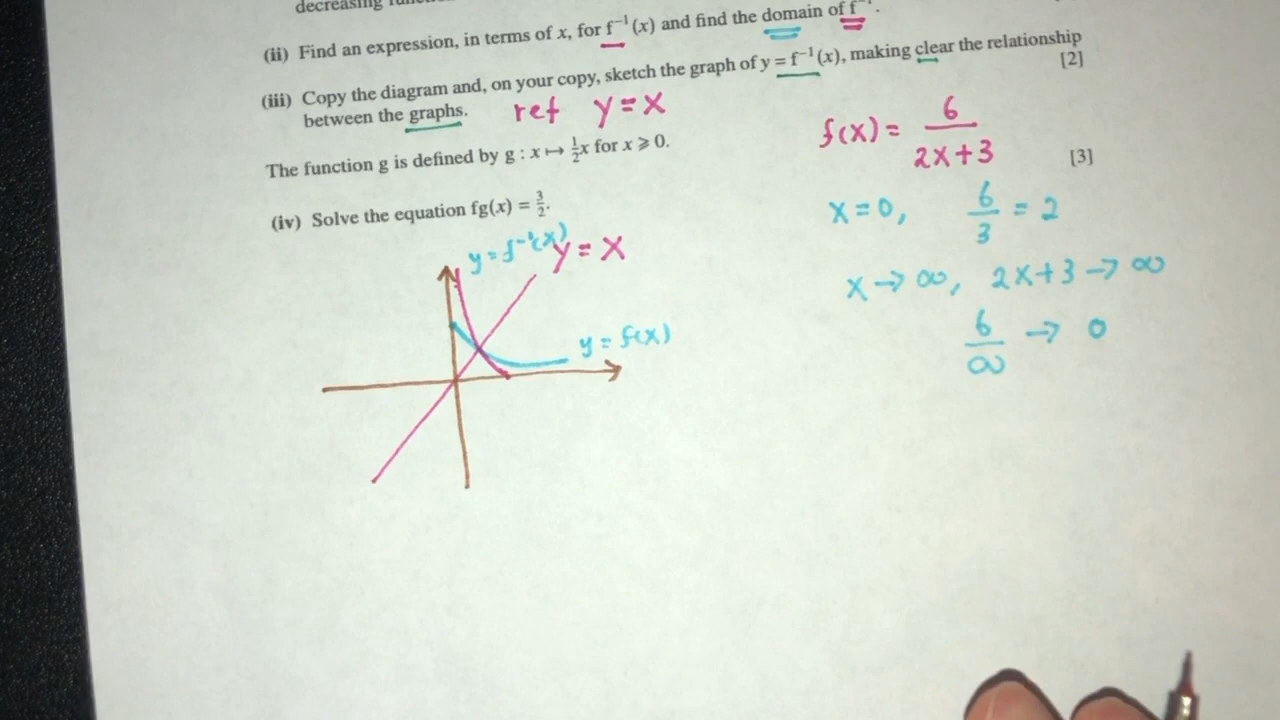 decreasing
(ii) Find an expression, in terms of x, for f⁻¹(x) and find the domain of f⁻¹.
(iii) Copy the diagram and, on your copy, sketch the graph of y = f⁻¹(x), making clear the relationship
between the graphs. [2]
ref y = x
The function g is defined by g : x ↦ ½x for x ⩾ 0.
(iv) Solve the equation fg(x) = 3/2. [3]
f(x) = 6/(2x+3)
x = 0, 6/3 = 2
x → ∞, 2x+3 → ∞
6/∞ → 0
y = f⁻¹(x)
y = x
y = f(x)